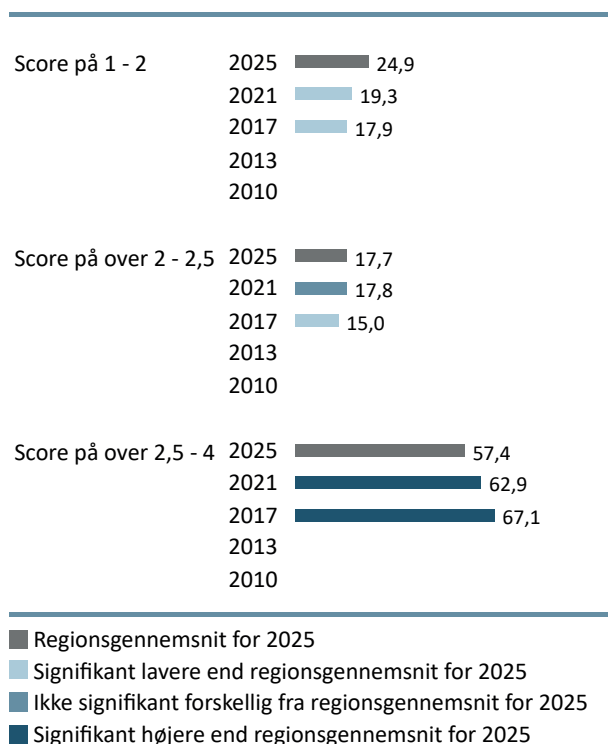 Score på 1 - 2 2025 24,9
2021 19,3
2017 17,9
2013
2010
Score på over 2 - 2,5 2025 17,7
2021 17,8
2017 15,0
2013
2010
Score på over 2,5 - 4 2025 57,4
2021 62,9
2017 67,1
2013
2010
Regionsgennemsnit for 2025
Signifikant lavere end regionsgennemsnit for 2025
Ikke signifikant forskellig fra regionsgennemsnit for 2025
Signifikant højere end regionsgennemsnit for 2025